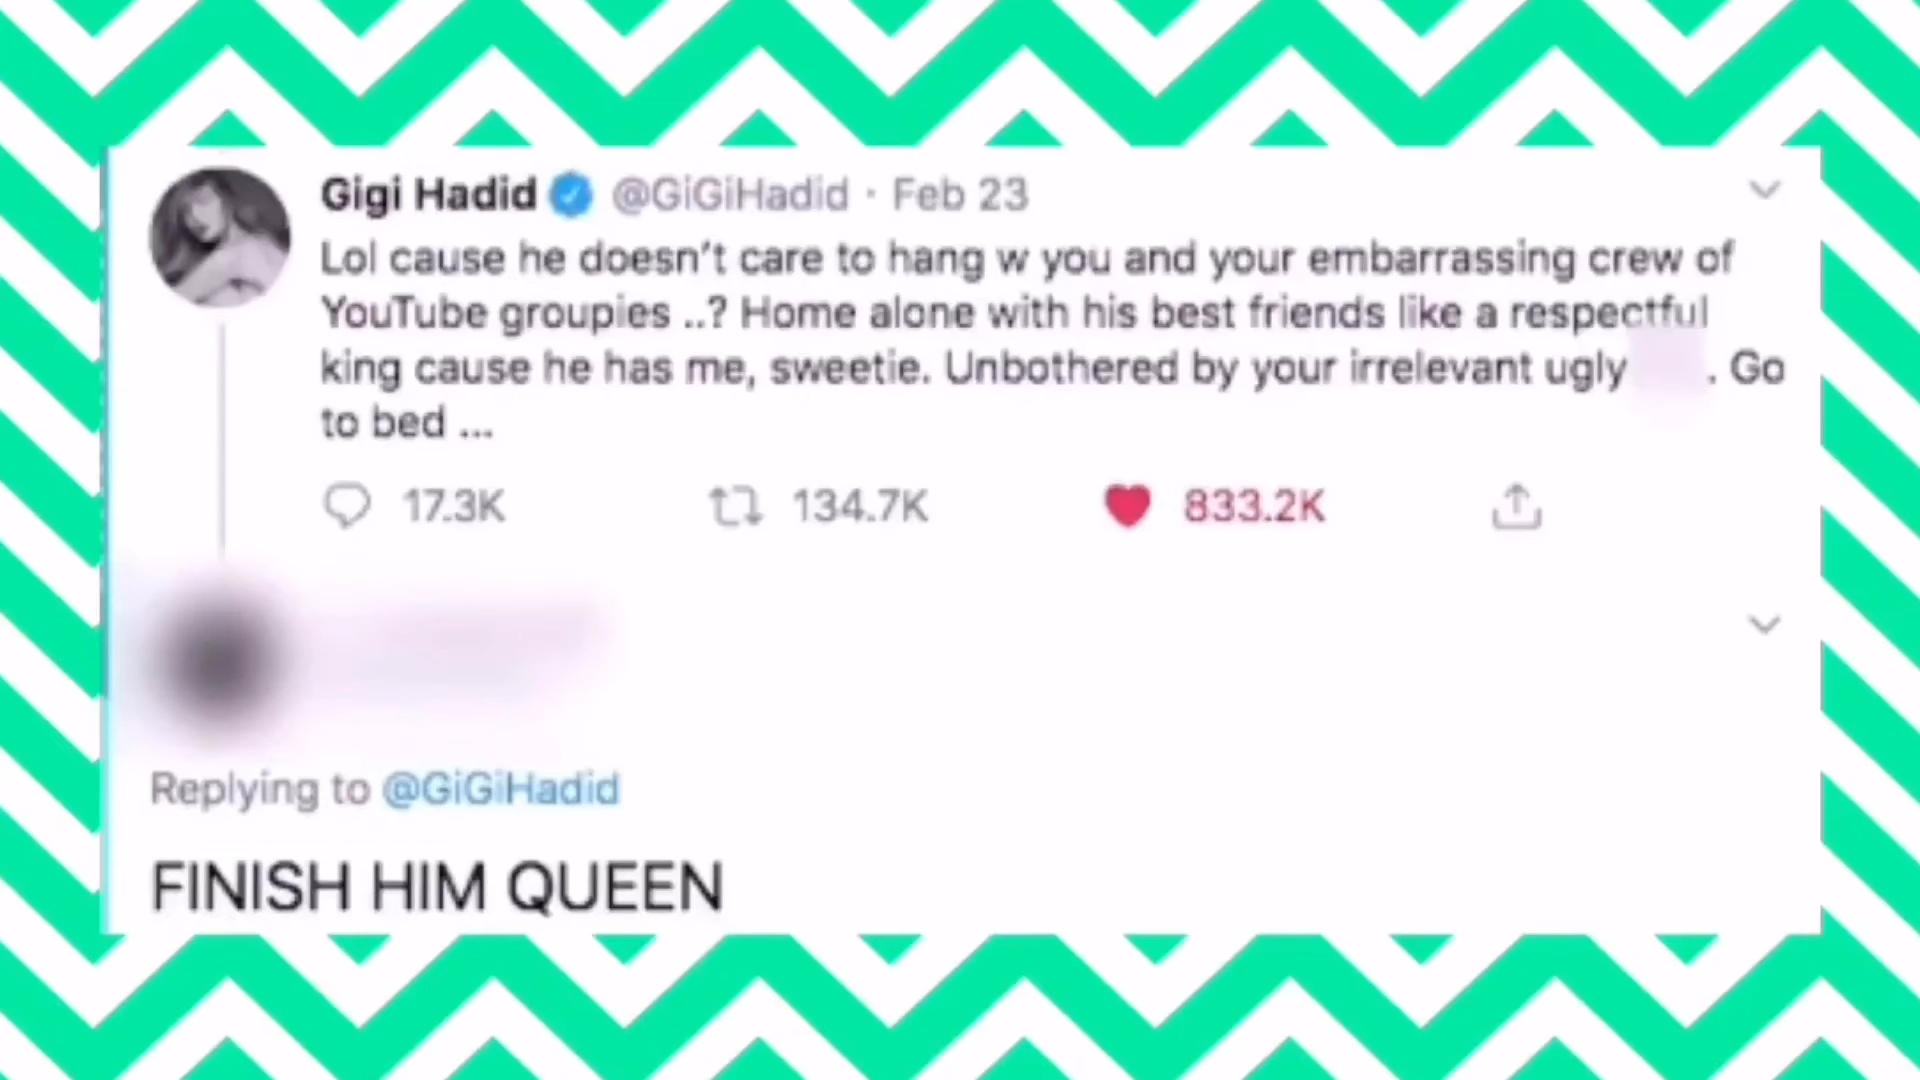 Gigi Hadid @GiGiHadid · Feb 23
Lol cause he doesn't care to hang w you and your embarrassing crew of
YouTube groupies ..? Home alone with his best friends like a respectful
king cause he has me, sweetie. Unbothered by your irrelevant ugly . Go
to bed ...
17.3K 134.7K 833.2K
Replying to @GiGiHadid
FINISH HIM QUEEN